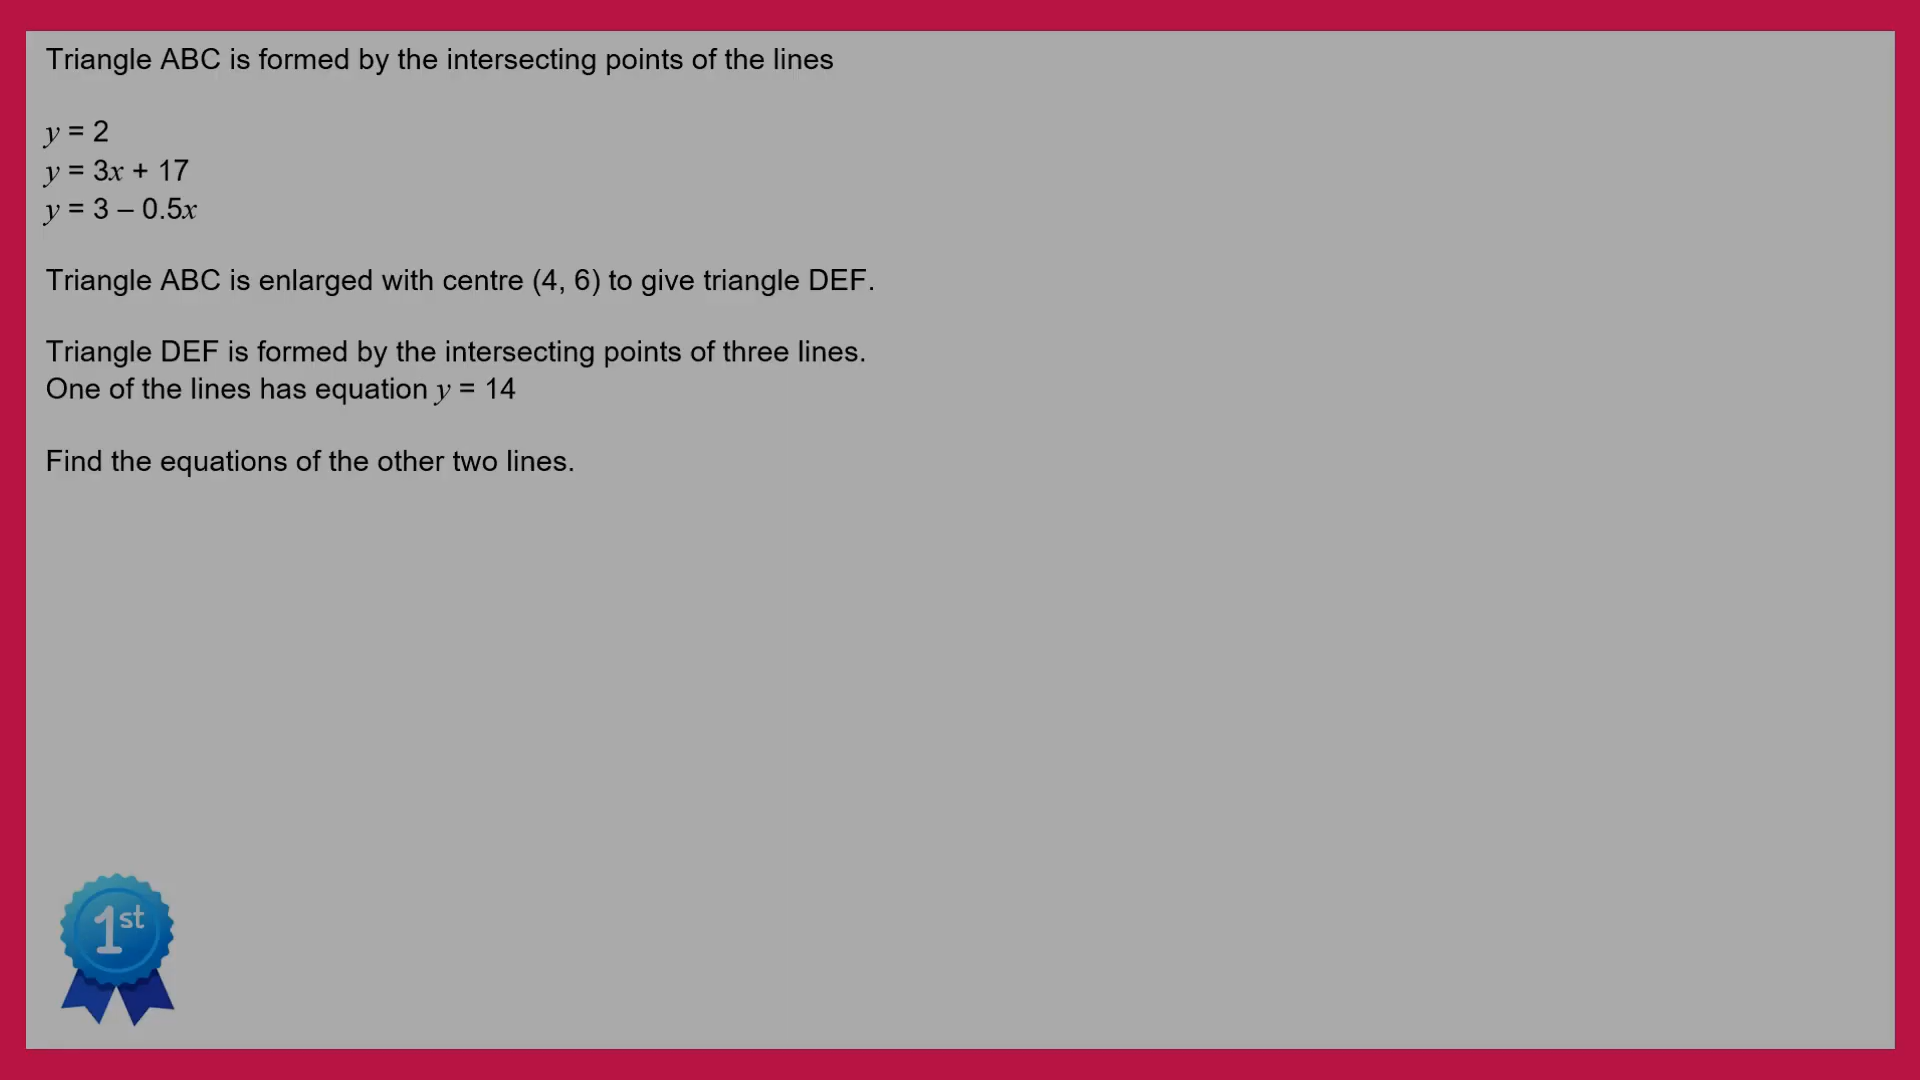 Triangle ABC is formed by the intersecting points of the lines
y = 2
y = 3x + 17
y = 3 – 0.5x
Triangle ABC is enlarged with centre (4, 6) to give triangle DEF.
Triangle DEF is formed by the intersecting points of three lines.
One of the lines has equation y = 14
Find the equations of the other two lines.
1st